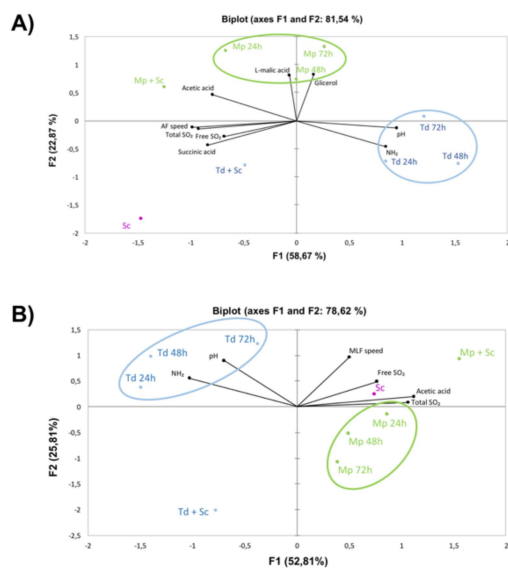 A)
Biplot (axes F1 and F2: 81,54 %)
F2 (22,87 %)
1,5
1
0,5
0
-0,5
-1
-1,5
-2
Mp 24h
Mp 72h
Mp 48h
L-malic acid
Glicerol
Mp + Sc
Acetic acid
AF speed
Total SO₂
Free SO₂
Succinic acid
Td + Sc
Sc
Td 72h
pH
NH₂
Td 24h
Td 48h
-2 -1,5 -1 -0,5 0 0,5 1 1,5 2
F1 (58,67 %)
B)
Biplot (axes F1 and F2: 78,62 %)
F2 (25,81%)
1,5
1
0,5
0
-0,5
-1
-1,5
-2
-2,5
Td 72h
Td 48h
pH
Td 24h
NH₂
MLF speed
Mp + Sc
Free SO₂
Sc
Acetic acid
Total SO₂
Mp 24h
Mp 48h
Mp 72h
Td + Sc
-2 -1,5 -1 -0,5 0 0,5 1 1,5 2
F1 (52,81%)